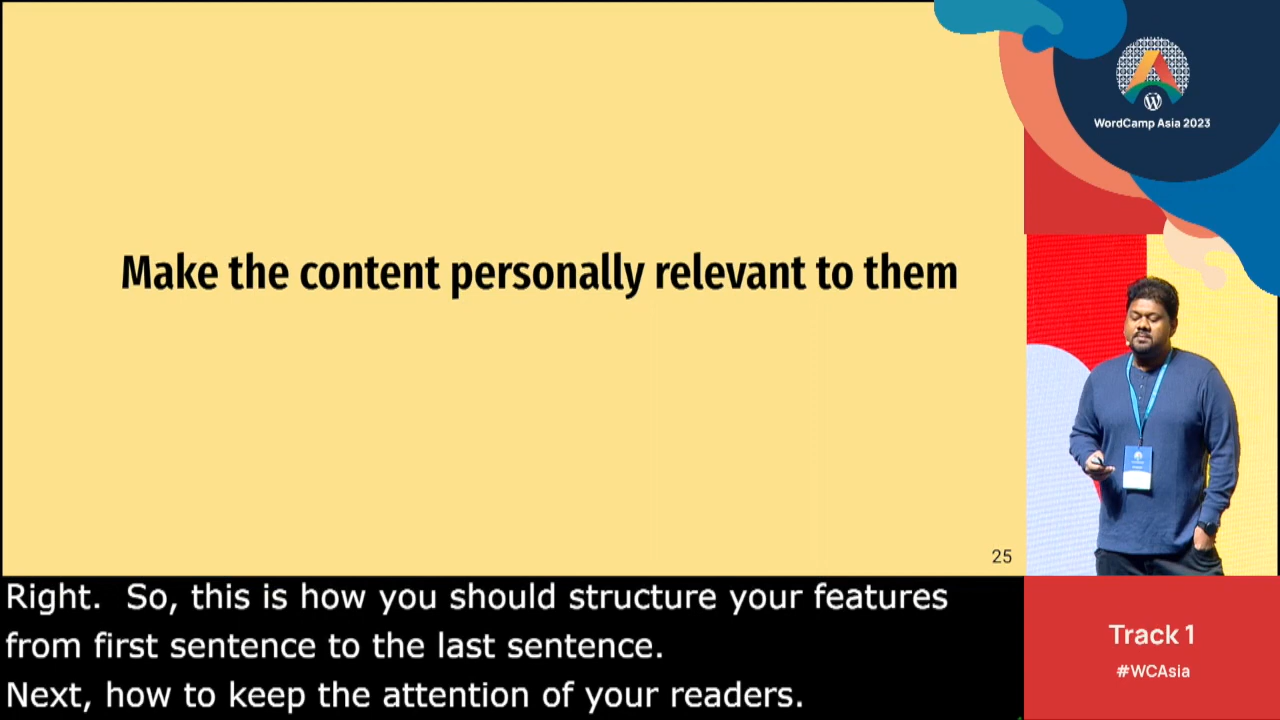 WordCamp Asia 2023
Make the content personally relevant to them
25
Right.  So, this is how you should structure your features
from first sentence to the last sentence.
Next, how to keep the attention of your readers.
Track 1
#WCAsia